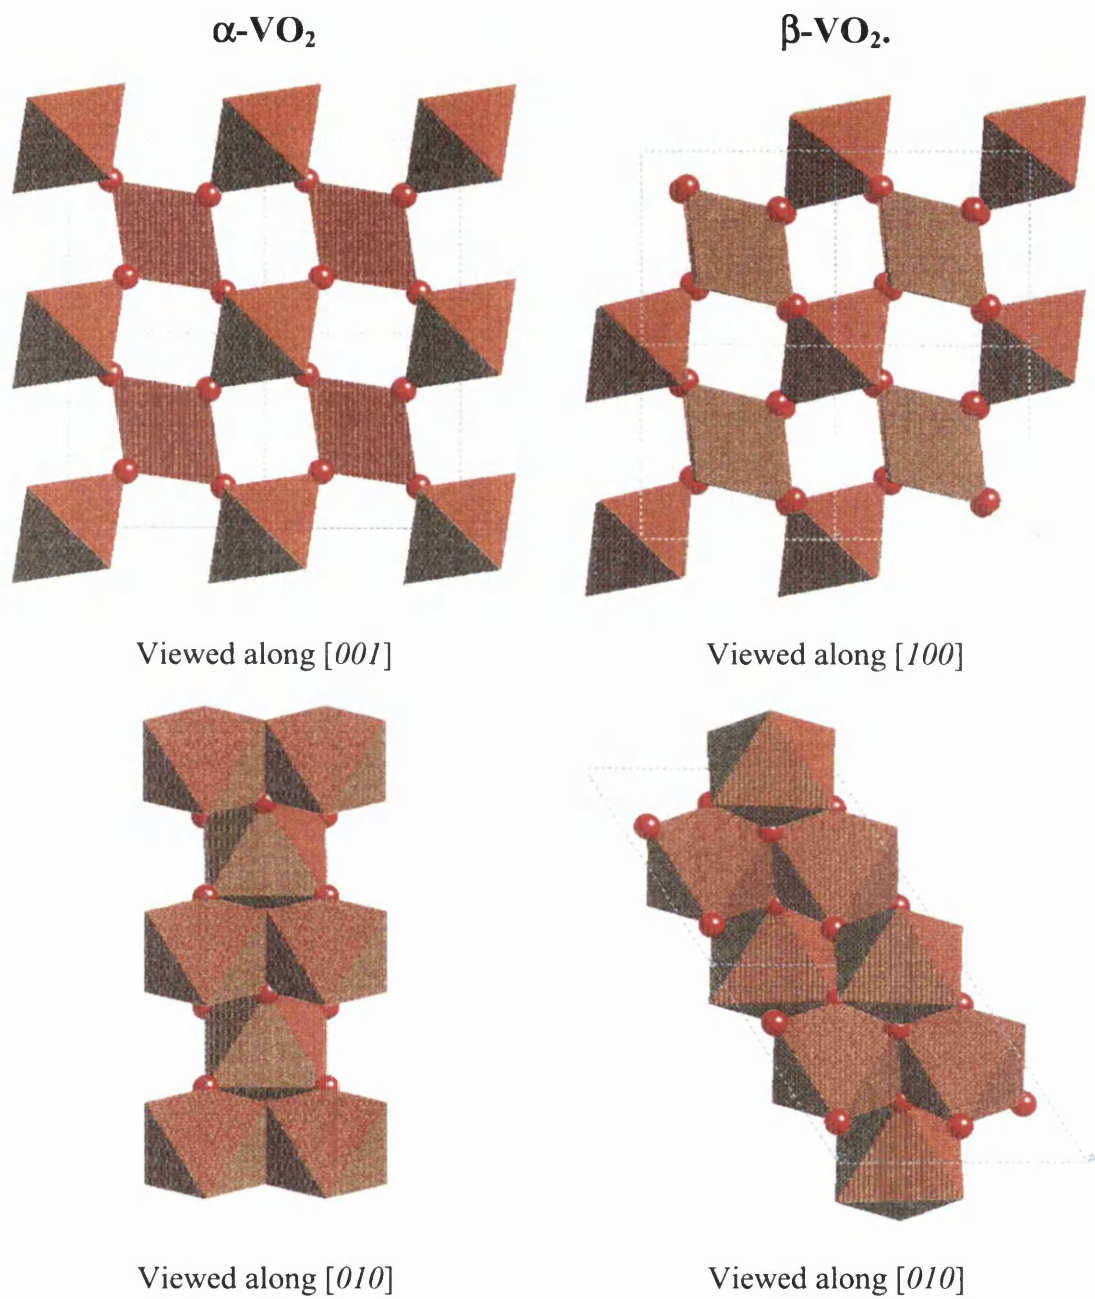 α-VO₂
β-VO₂.
Viewed along [001]
Viewed along [100]
Viewed along [010]
Viewed along [010]